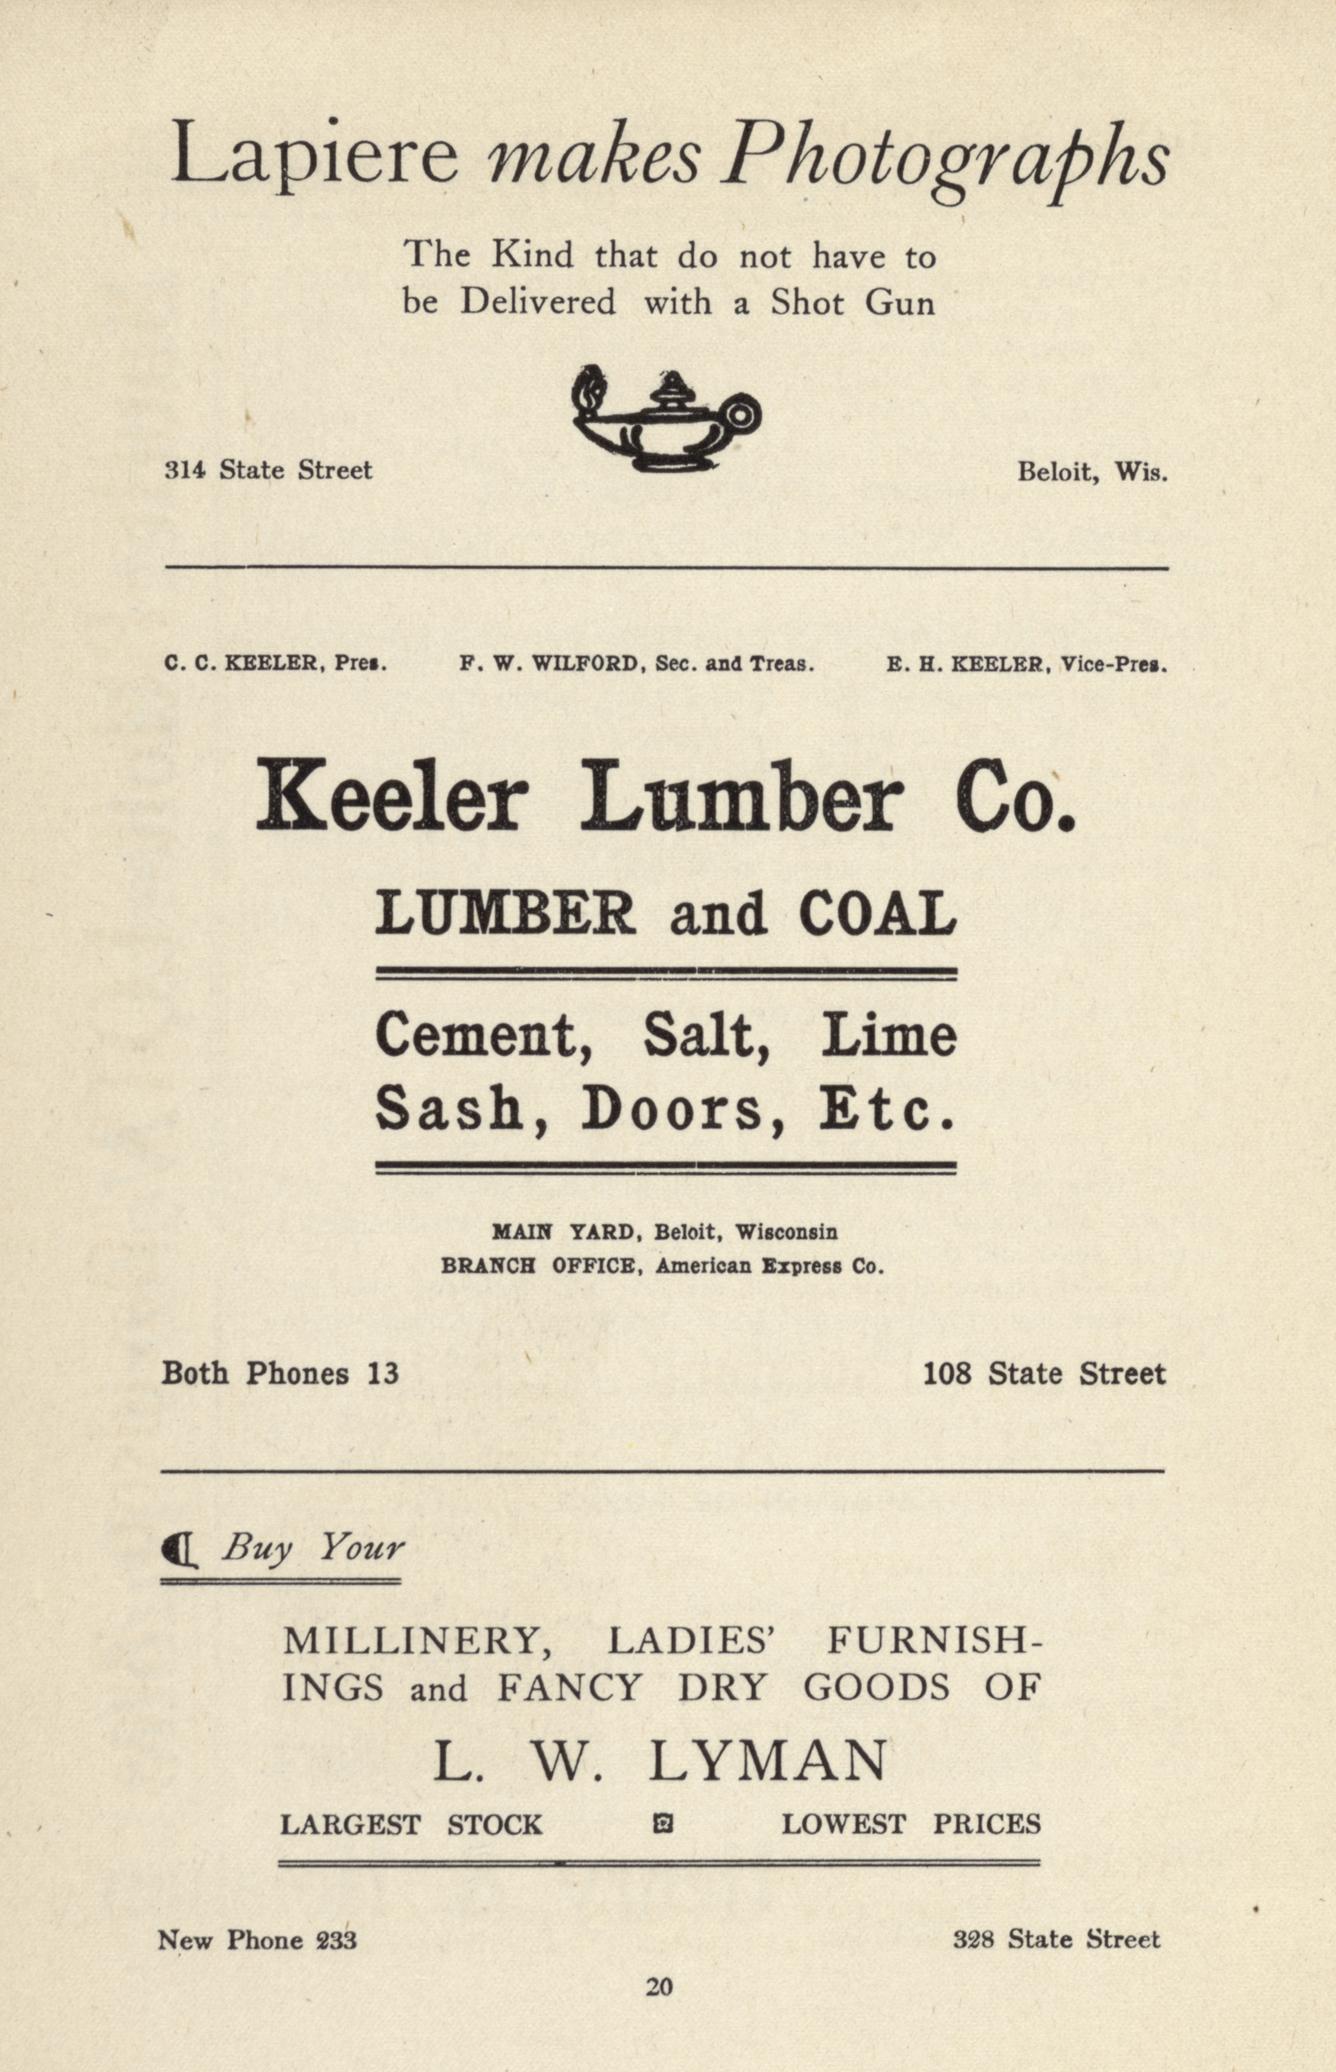 Lapiere makes Photographs
The Kind that do not have to
be Delivered with a Shot Gun
314 State Street Beloit, Wis.
C. C. KEELER, Pres. F. W. WILFORD, Sec. and Treas. E. H. KEELER, Vice-Pres.
Keeler Lumber Co.
LUMBER and COAL
Cement, Salt, Lime
Sash, Doors, Etc.
MAIN YARD, Beloit, Wisconsin
BRANCH OFFICE, American Express Co.
Both Phones 13 108 State Street
¶ Buy Your
MILLINERY, LADIES' FURNISH-
INGS and FANCY DRY GOODS OF
L. W. LYMAN
LARGEST STOCK LOWEST PRICES
New Phone 233 328 State Street
20